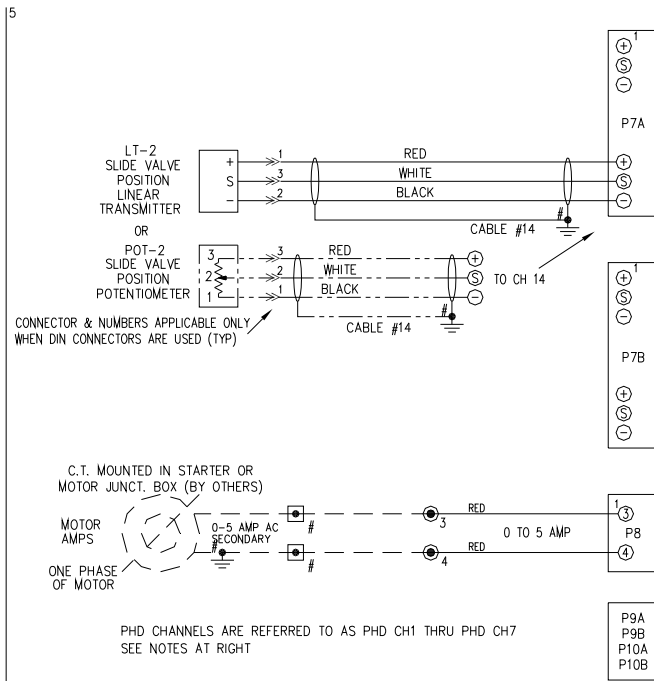 5
1
+
S
-
P7A
LT-2
SLIDE VALVE
POSITION
LINEAR
TRANSMITTER
+
S
-
1
3
2
RED
WHITE
BLACK
+
S
-
#
CABLE #14
OR
POT-2
SLIDE VALVE
POSITION
POTENTIOMETER
3
2
1
3
2
1
RED
WHITE
BLACK
+
S
-
#
CABLE #14
TO CH 14
CONNECTOR & NUMBERS APPLICABLE ONLY
WHEN DIN CONNECTORS ARE USED (TYP)
1
+
S
-
P7B
+
S
-
C.T. MOUNTED IN STARTER OR
MOTOR JUNCT. BOX (BY OTHERS)
MOTOR
AMPS
ONE PHASE
OF MOTOR
0-5 AMP AC
SECONDARY
#
#
#
3
4
RED
RED
0 TO 5 AMP
1
3
P8
4
PHD CHANNELS ARE REFERRED TO AS PHD CH1 THRU PHD CH7
SEE NOTES AT RIGHT
P9A
P9B
P10A
P10B